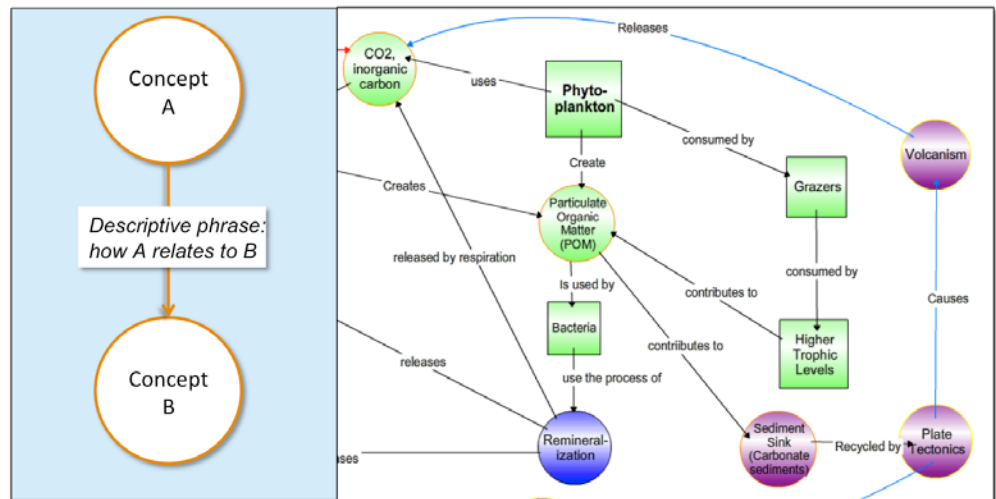 Concept
A
Descriptive phrase:
how A relates to B
Concept
B
Releases
CO2,
inorganic
carbon
uses
Phyto-
plankton
consumed by
Volcanism
Create
Grazers
Creates
Particulate
Organic
Matter
(POM)
released by respiration
consumed by
Is used by
contributes to
Causes
Bacteria
contriibutes to
Higher
Trophic
Levels
releases
use the process of
Remineral-
ization
Sediment
Sink
(Carbonate
sediments)
Recycled by
Plate
Tectonics
ases